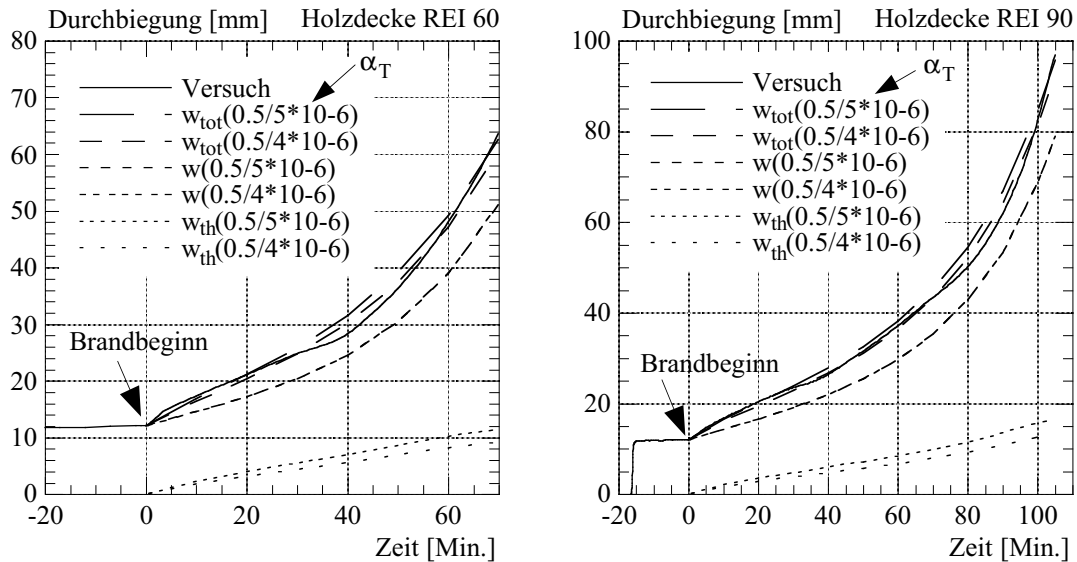 Durchbiegung [mm] Holzdecke REI 60
80
70
60
50
40
30
20
10
0
-20 0 20 40 60
Zeit [Min.]
α_T
Versuch
w_tot(0.5/5*10-6)
w_tot(0.5/4*10-6)
w(0.5/5*10-6)
w(0.5/4*10-6)
w_th(0.5/5*10-6)
w_th(0.5/4*10-6)
Brandbeginn
Durchbiegung [mm] Holzdecke REI 90
100
80
60
40
20
0
-20 0 20 40 60 80 100
Zeit [Min.]
α_T
Versuch
w_tot(0.5/5*10-6)
w_tot(0.5/4*10-6)
w(0.5/5*10-6)
w(0.5/4*10-6)
w_th(0.5/5*10-6)
w_th(0.5/4*10-6)
Brandbeginn